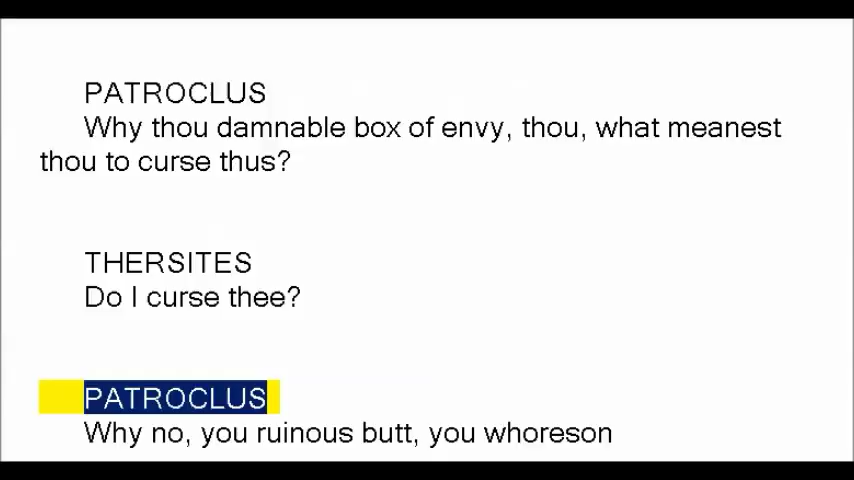 PATROCLUS
Why thou damnable box of envy, thou, what meanest
thou to curse thus?
THERSITES
Do I curse thee?
PATROCLUS
Why no, you ruinous butt, you whoreson